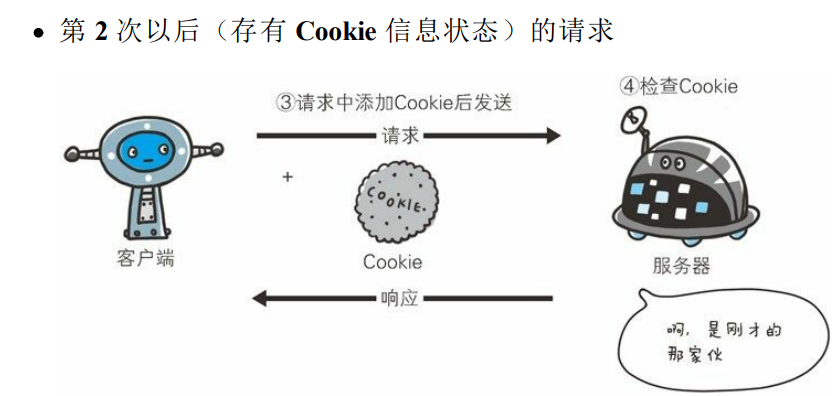 • 第 2 次以后（存有 Cookie 信息状态）的请求
③请求中添加Cookie后发送
④检查Cookie
请求
+
COOKIE.
客户端
Cookie
服务器
响应
啊，是刚才的
那家伙